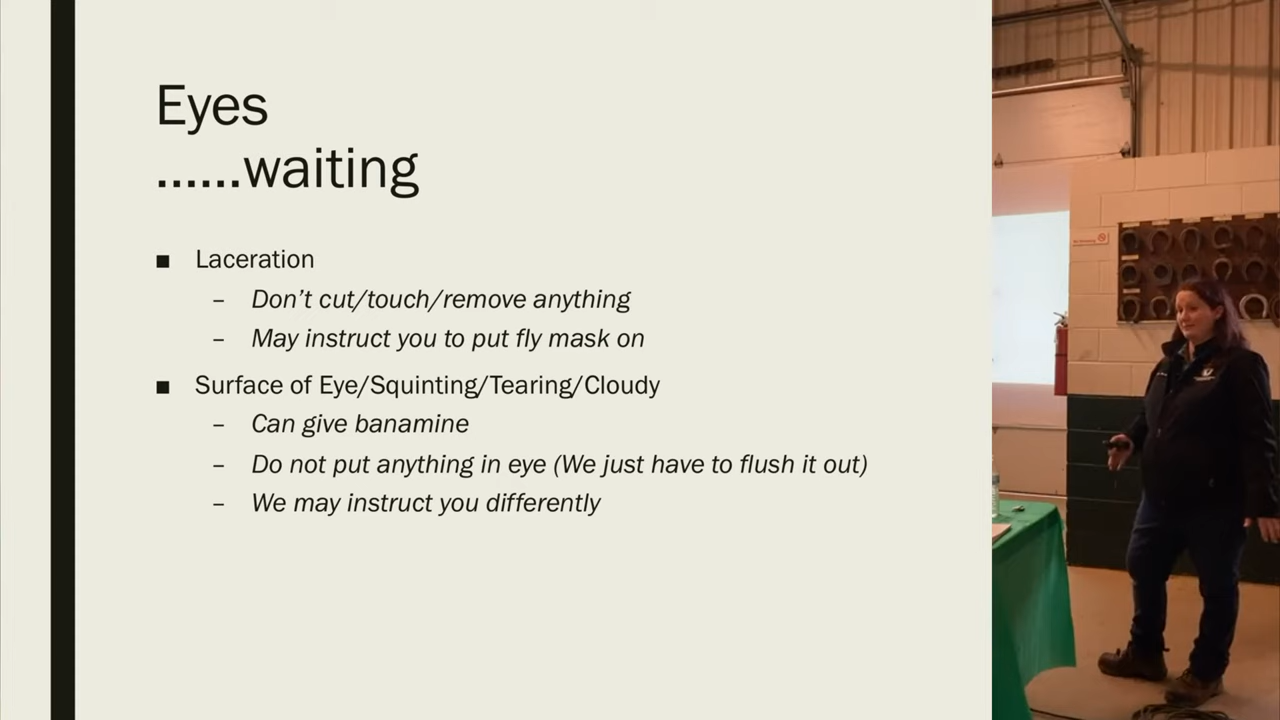 Eyes
......waiting
■ Laceration
– Don't cut/touch/remove anything
– May instruct you to put fly mask on
■ Surface of Eye/Squinting/Tearing/Cloudy
– Can give banamine
– Do not put anything in eye (We just have to flush it out)
– We may instruct you differently